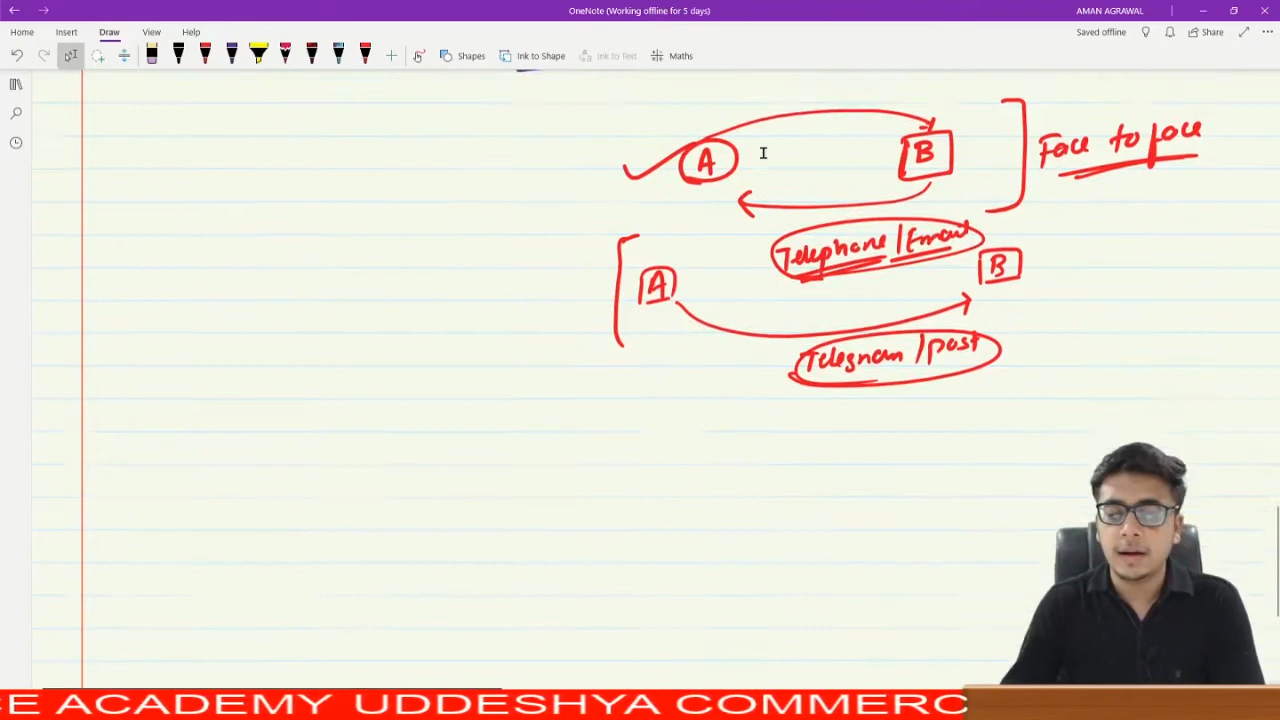 OneNote (Working offline for 5 days)
AMAN AGRAWAL
Home Insert Draw View Help
Saved offline Share
Shapes Ink to Shape Ink to Text Maths
A B Face to face
Telephone / Email
A B
Telegram / post
CE ACADEMY UDDESHYA COMMERC